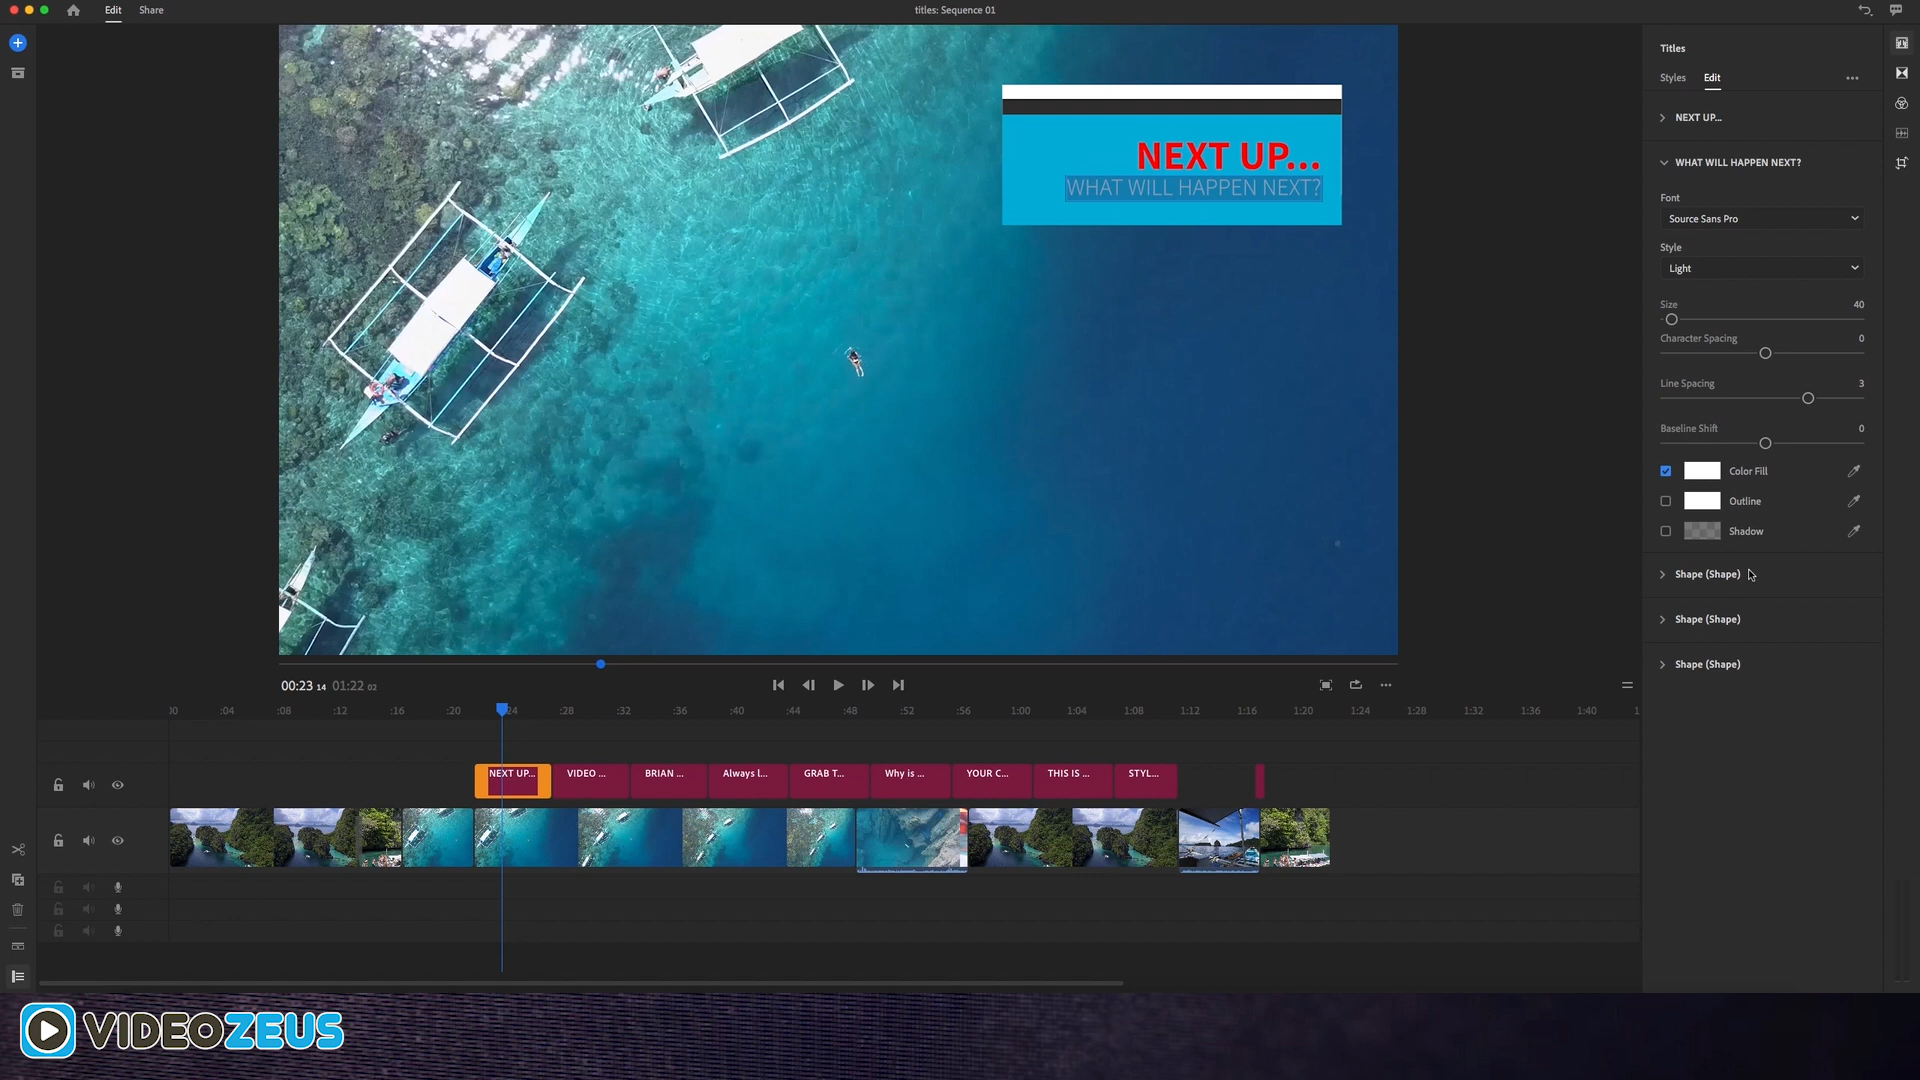 Edit
Share
titles: Sequence 01
NEXT UP...
WHAT WILL HAPPEN NEXT?
Titles
Styles
Edit
NEXT UP...
WHAT WILL HAPPEN NEXT?
Font
Source Sans Pro
Style
Light
Size 40
Character Spacing 0
Line Spacing 3
Baseline Shift 0
Color Fill
Outline
Shadow
Shape (Shape)
Shape (Shape)
Shape (Shape)
00:23 14 01:22 02
:04 :08 :12 :16 :20 :24 :28 :32 :36 :40 :44 :48 :52 :56 1:00 1:04 1:08 1:12 1:16 1:20 1:24 1:28 1:32 1:36 1:40
NEXT UP... VIDEO ... BRIAN ... Always l... GRAB T... Why is ... YOUR C... THIS IS ... STYL...
VIDEOZEUS